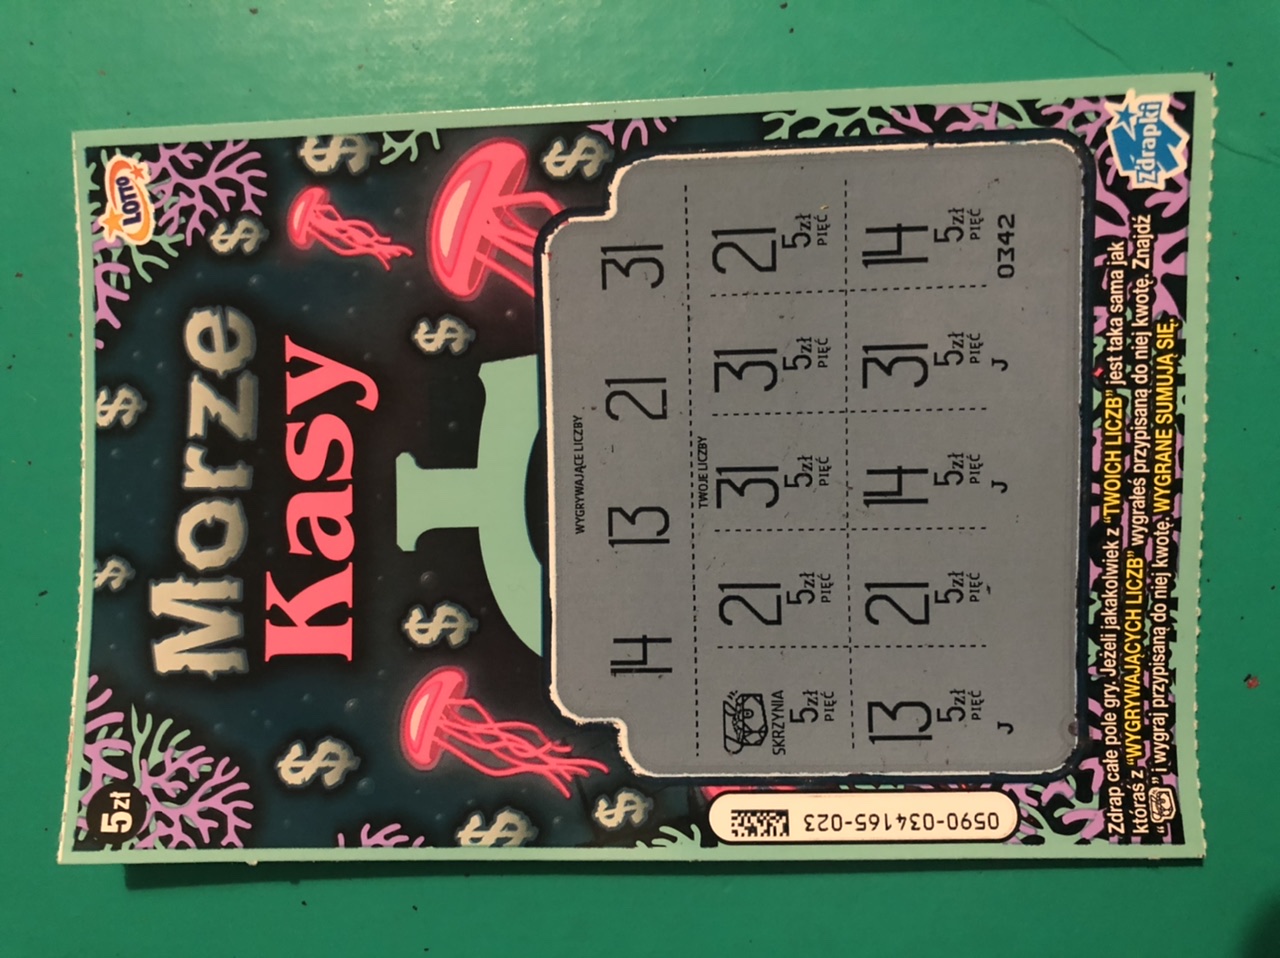 5 zł
LOTTO
Morze
Kasy
WYGRYWAJĄCE LICZBY
14 13 21 31
TWOJE LICZBY
SKRZYNIA 21 31 31 21
5zł 5zł 5zł 5zł 5zł
PIĘĆ PIĘĆ PIĘĆ PIĘĆ PIĘĆ
13 21 14 31 14
5zł 5zł 5zł 5zł 5zł
PIĘĆ PIĘĆ PIĘĆ PIĘĆ PIĘĆ
J J J 0342
0590-034165-023
Zdrap całe pole gry. Jeżeli jakakolwiek z "TWOICH LICZB" jest taka sama jak
któraś z "WYGRYWAJĄCYCH LICZB" wygrałeś przypisaną do niej kwotę. Znajdź
" " i wygraj przypisaną do niej kwotę. WYGRANE SUMUJĄ SIĘ.
Zdrapki